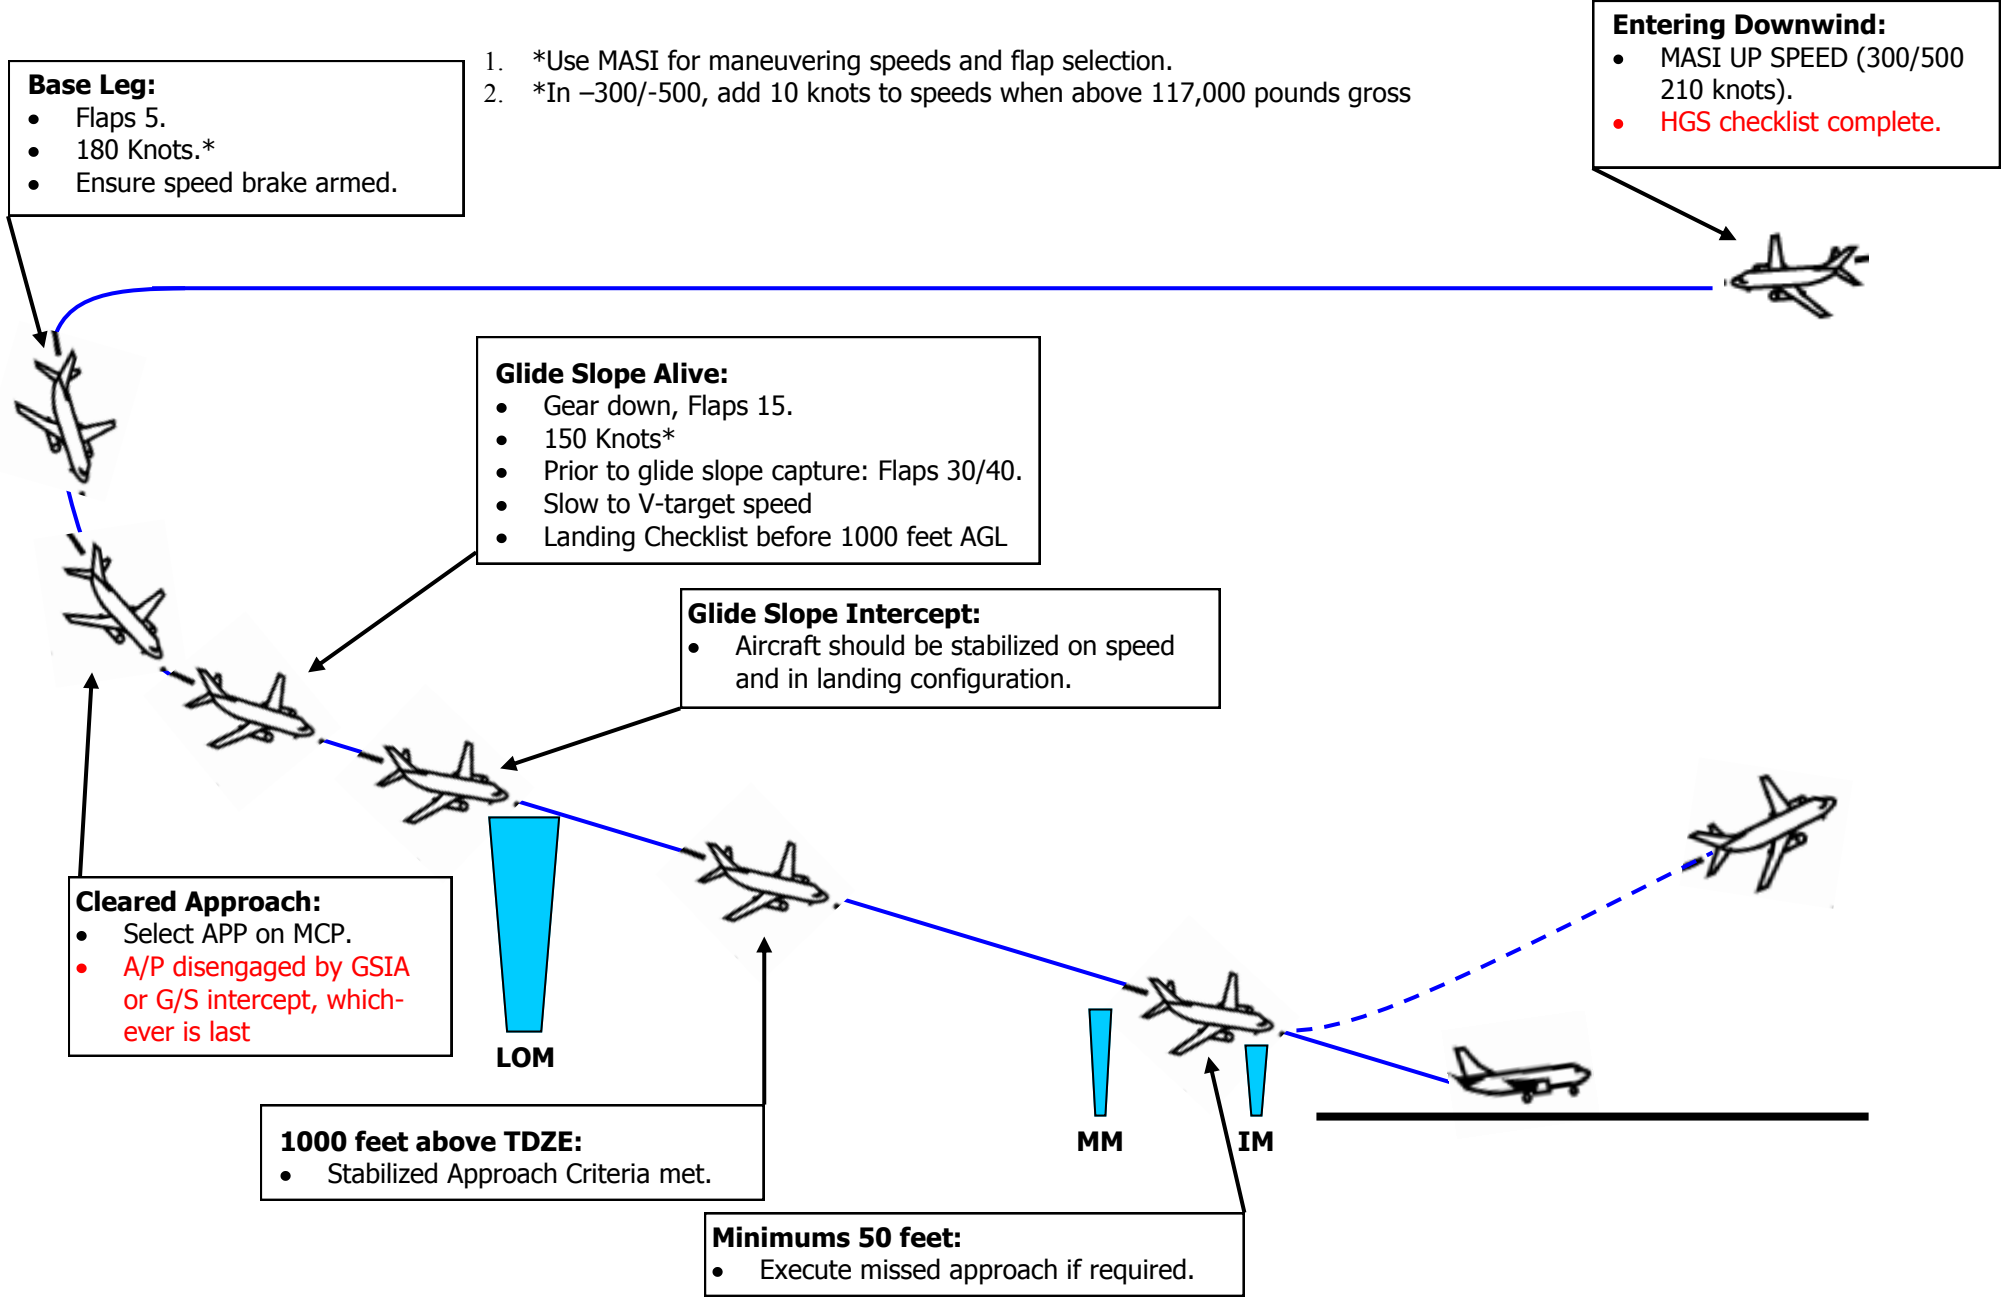 1. *Use MASI for maneuvering speeds and flap selection.
2. *In –300/-500, add 10 knots to speeds when above 117,000 pounds gross
Entering Downwind:
• MASI UP SPEED (300/500
210 knots).
• HGS checklist complete.
Base Leg:
• Flaps 5.
• 180 Knots.*
• Ensure speed brake armed.
Glide Slope Alive:
• Gear down, Flaps 15.
• 150 Knots*
• Prior to glide slope capture: Flaps 30/40.
• Slow to V-target speed
• Landing Checklist before 1000 feet AGL
Glide Slope Intercept:
• Aircraft should be stabilized on speed
and in landing configuration.
Cleared Approach:
• Select APP on MCP.
• A/P disengaged by GSIA
or G/S intercept, which-
ever is last
LOM
MM
IM
1000 feet above TDZE:
• Stabilized Approach Criteria met.
Minimums 50 feet:
• Execute missed approach if required.